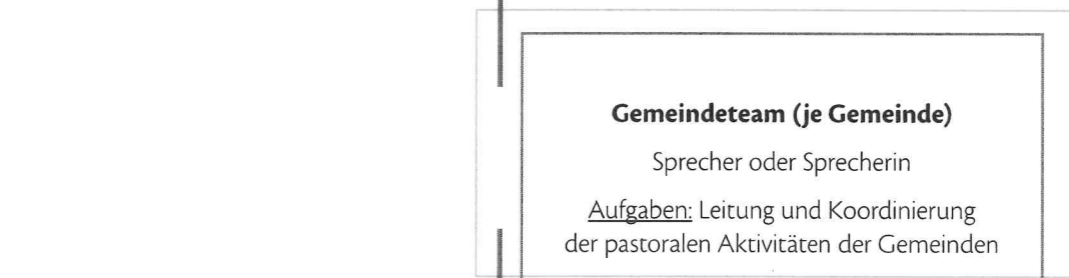 Gemeindeteam (je Gemeinde)
Sprecher oder Sprecherin
Aufgaben: Leitung und Koordinierung
der pastoralen Aktivitäten der Gemeinden